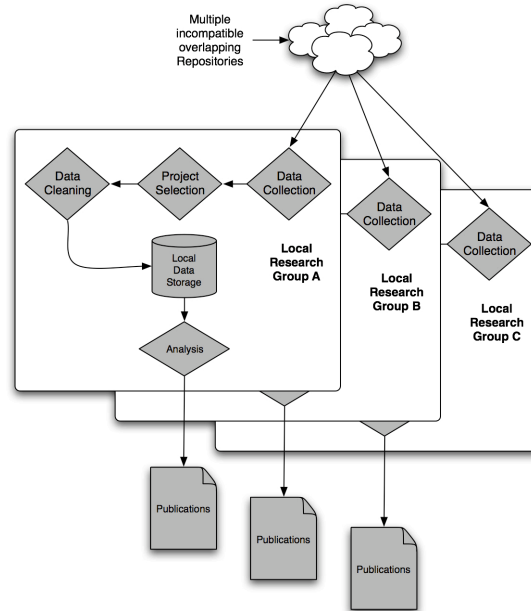 Multiple
incompatible
overlapping
Repositories
Data
Cleaning
Project
Selection
Data
Collection
Local
Data
Storage
Analysis
Local
Research
Group A
Data
Collection
Local
Research
Group B
Data
Collection
Local
Research
Group C
Publications
Publications
Publications